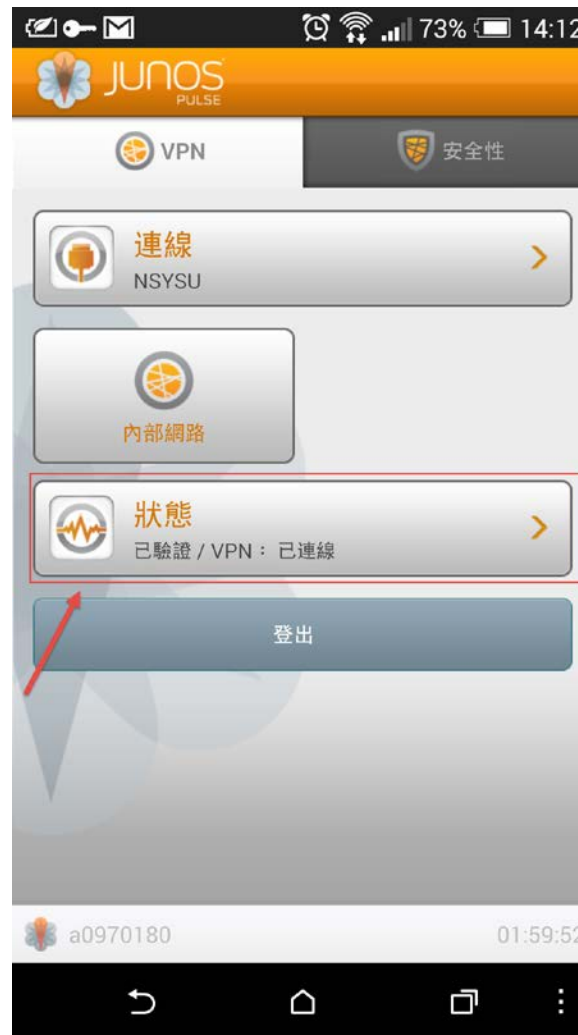 73% 14:12
JUNOS
PULSE
VPN
安全性
連線
NSYSU
內部網路
狀態
已驗證 / VPN： 已連線
登出
a0970180
01:59:52